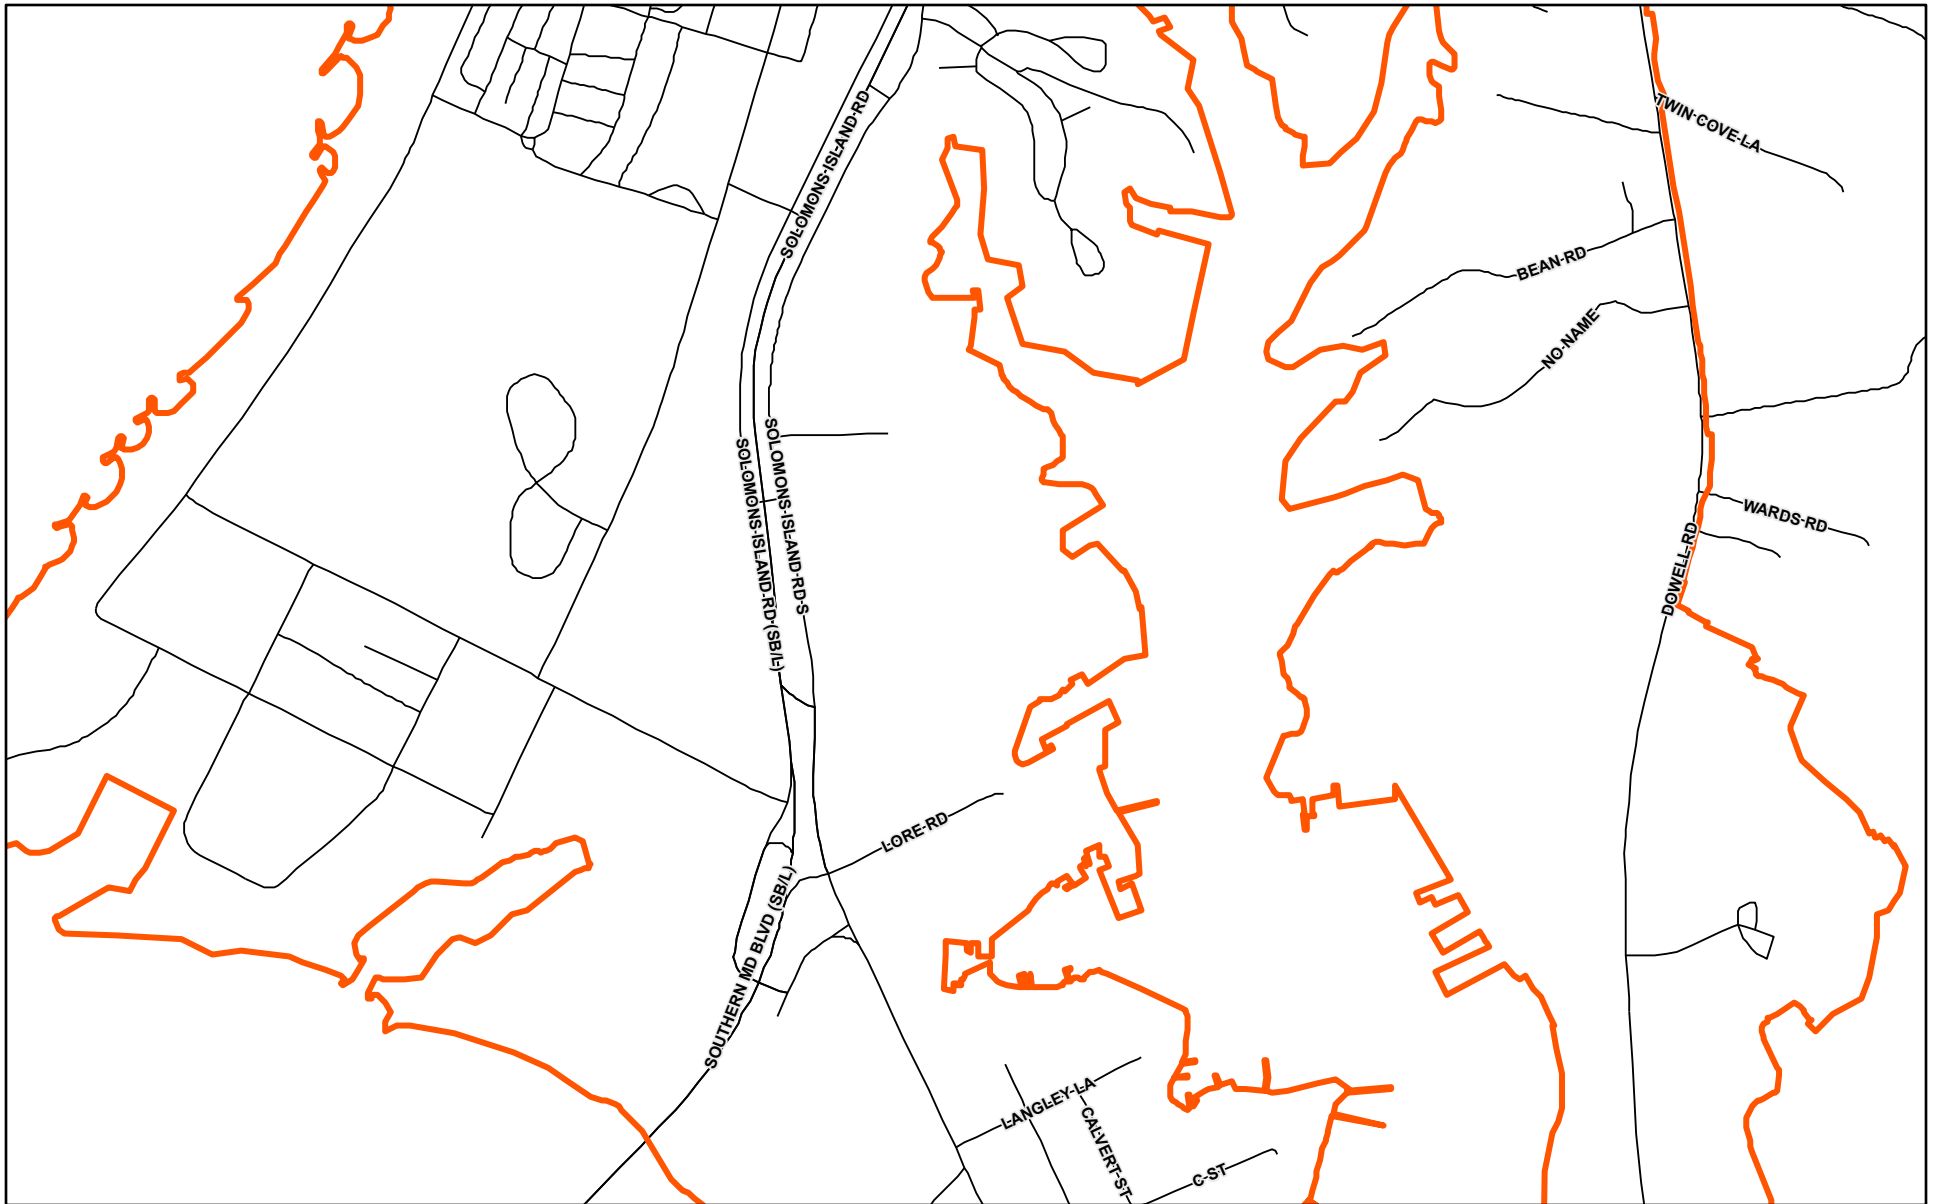 TWIN COVE LA
SOLOMONS ISLAND RD
BEAN RD
NO NAME
SOLOMONS ISLAND RD S
SOLOMONS ISLAND RD (SB/L)
WARDS RD
DOWELL RD
LORE RD
SOUTHERN MD BLVD (SB/L)
LANGLEY LA
CALVERT ST
C ST